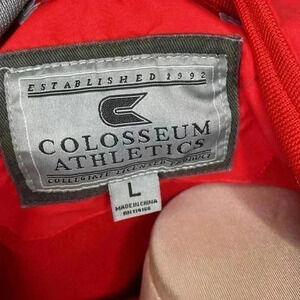 ESTABLISHED 1992
COLOSSEUM
ATHLETICS
COLLEGIATE LICENSED PRODUCT
L
MADE IN CHINA